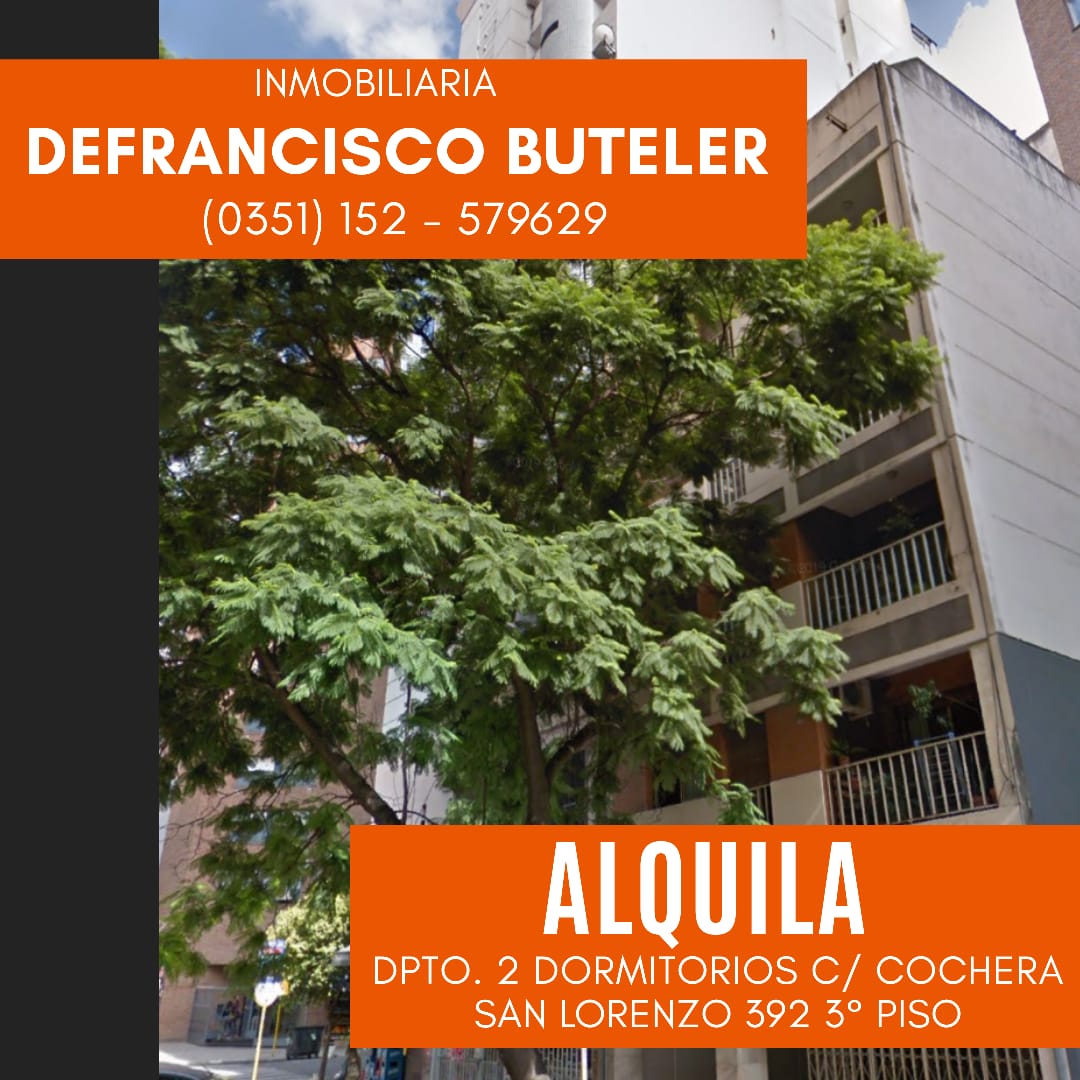 INMOBILIARIA
DEFRANCISCO BUTELER
(0351) 152 - 579629
ALQUILA
DPTO. 2 DORMITORIOS C/ COCHERA
SAN LORENZO 392 3° PISO